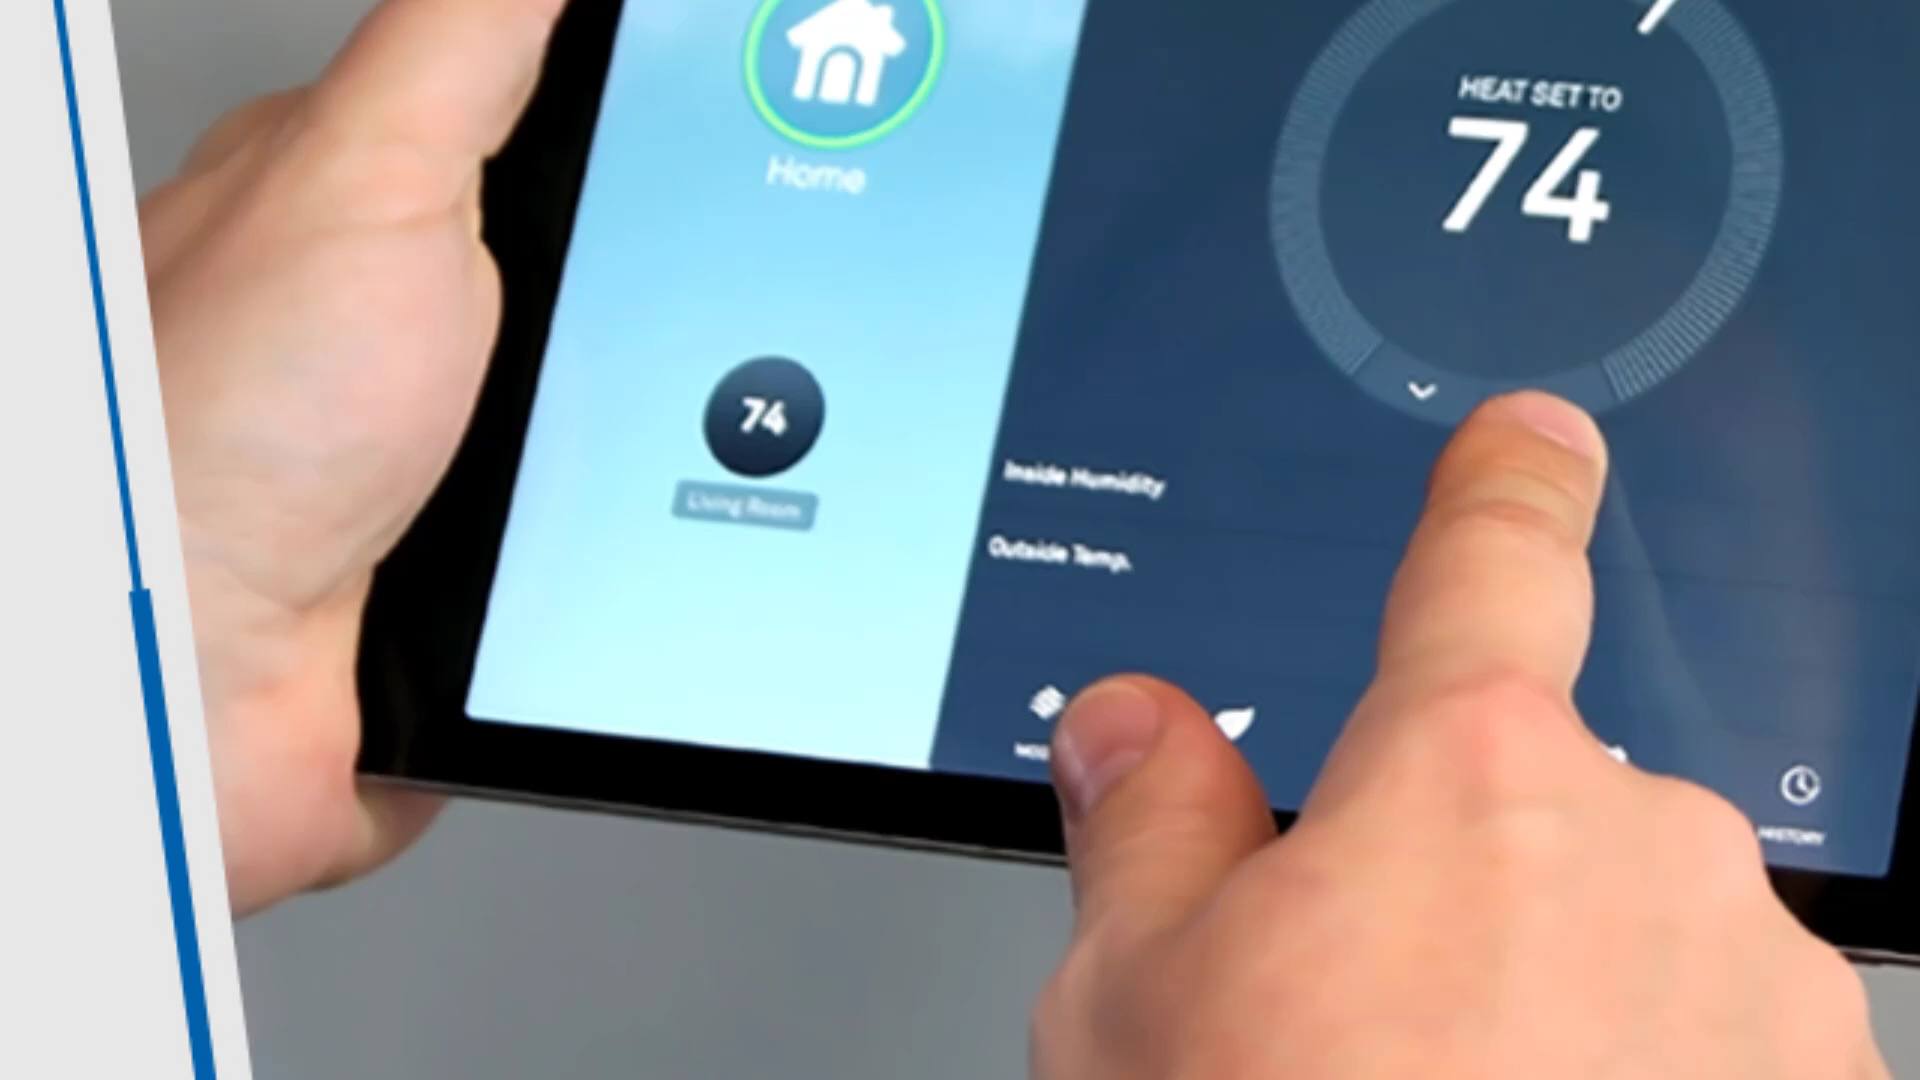 Home
HEAT SET TO
74
74
Living Room
Inside Humidity
Outside Temp.
HISTORY